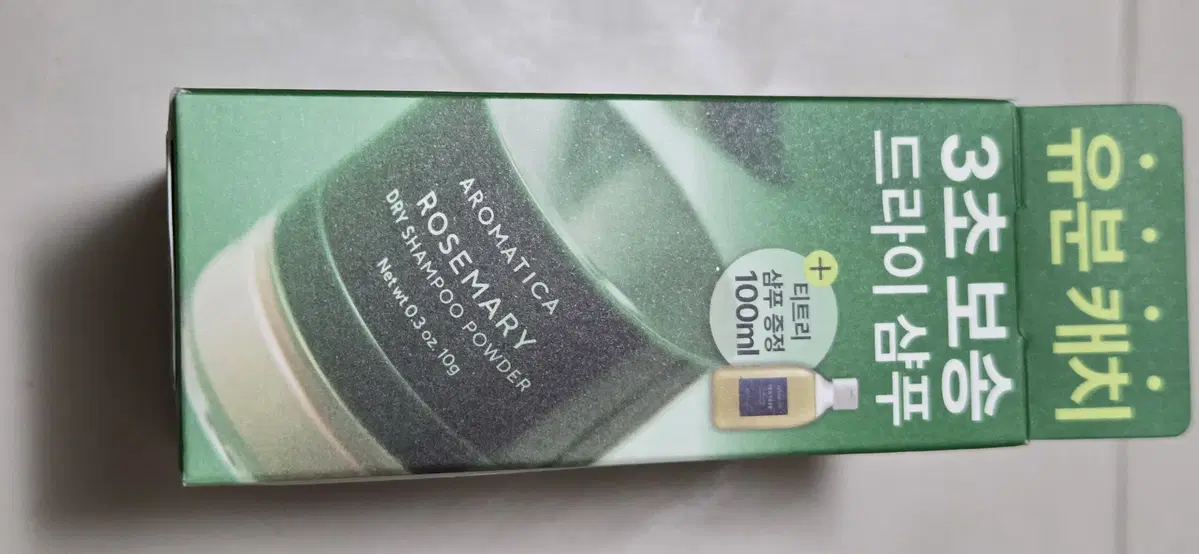 유분 캐치
3초 보송
드라이 샴푸
+
티트리
샴푸 증정
100ml
AROMATICA
ROSEMARY
DRY SHAMPOO POWDER
Net wt. 0.3 oz. 10g